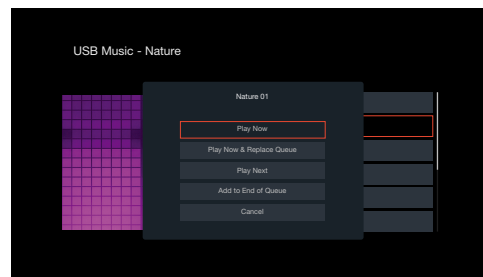 USB Music - Nature
Nature 01
Play Now
Play Now & Replace Queue
Play Next
Add to End of Queue
Cancel